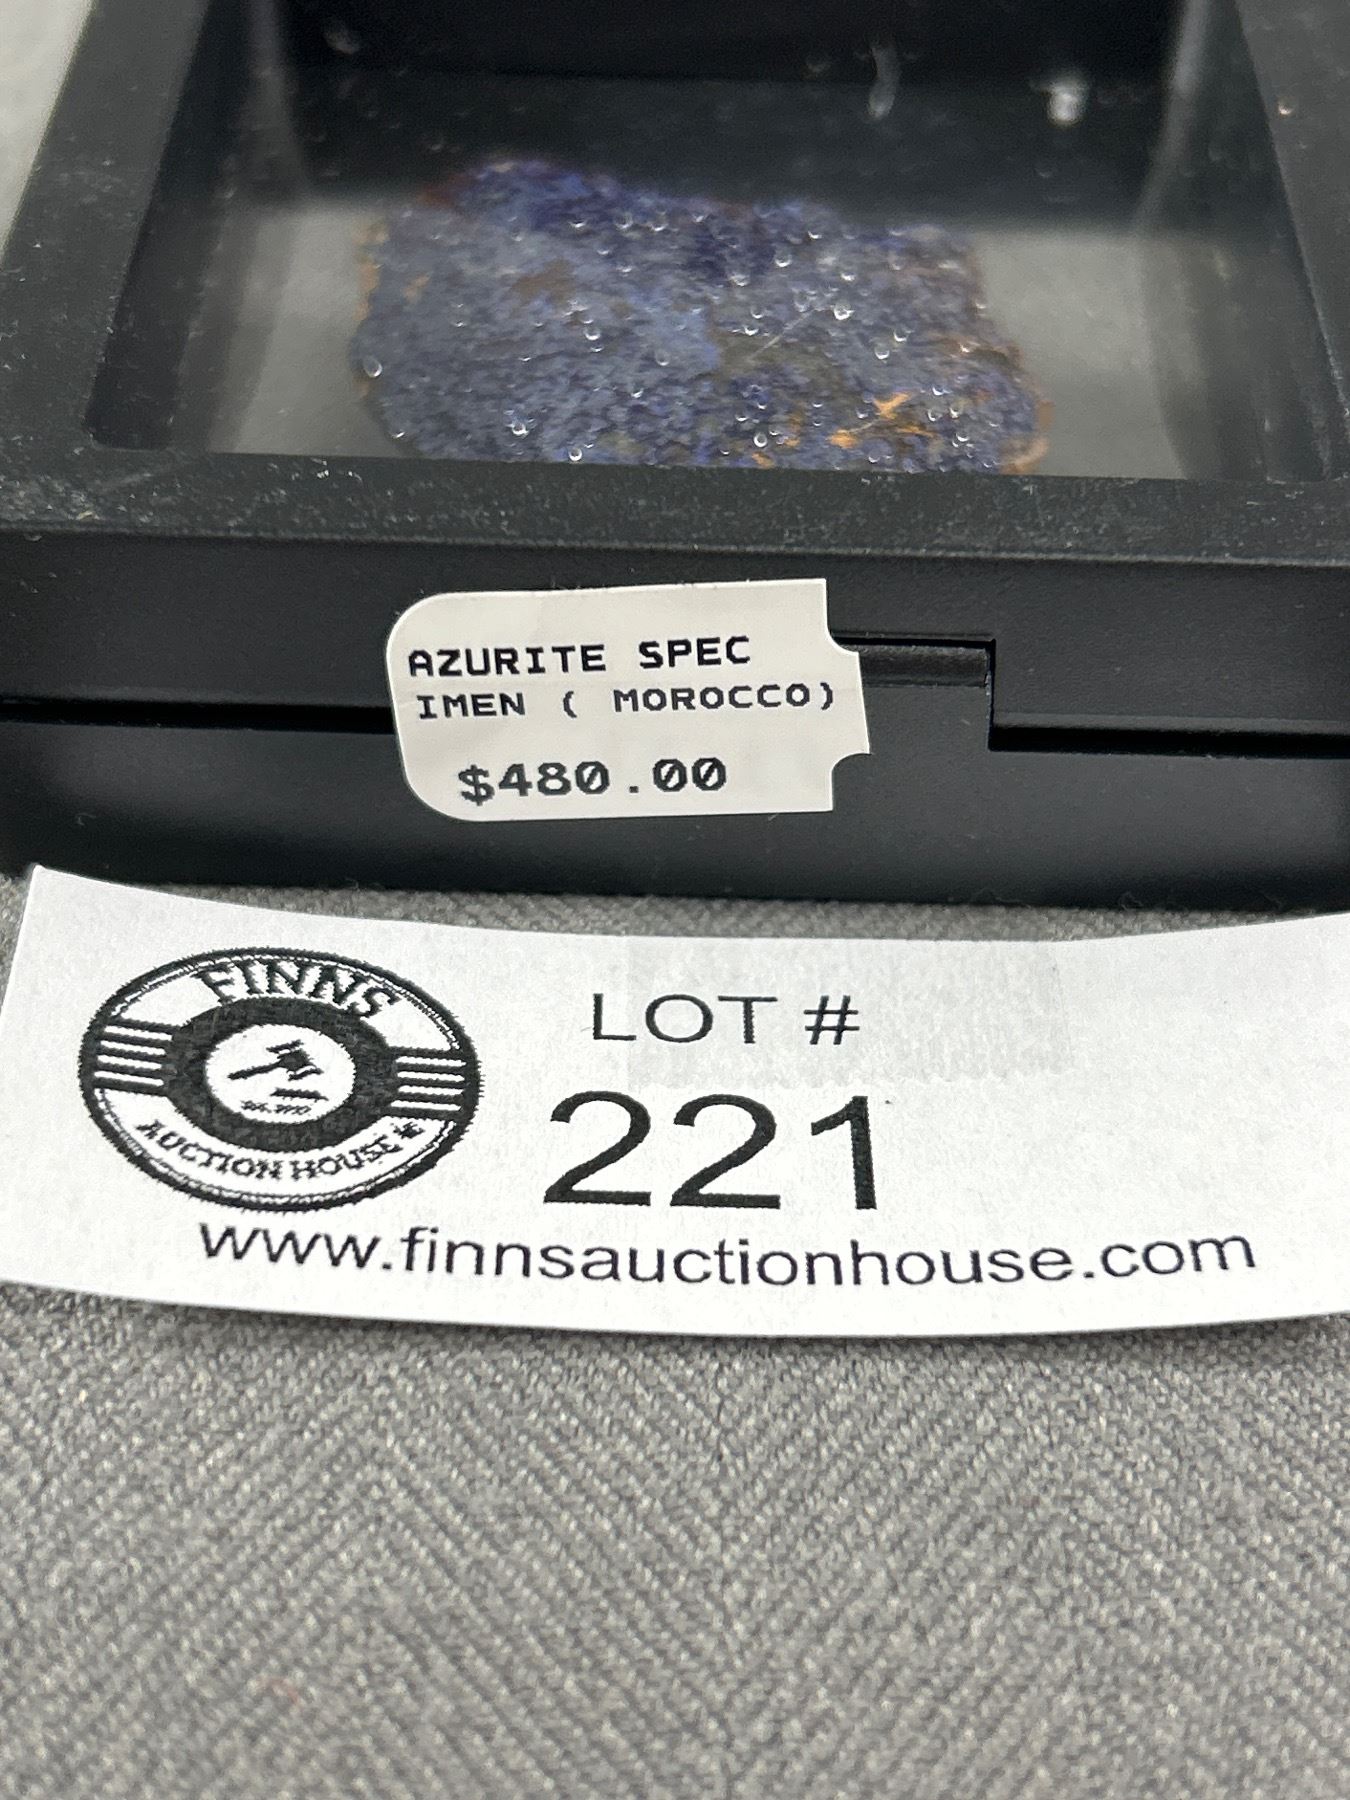 AZURITE SPEC
IMEN ( MOROCCO)
$480.00
FINNS
AUCTION HOUSE
LOT #
221
www.finnsauctionhouse.com